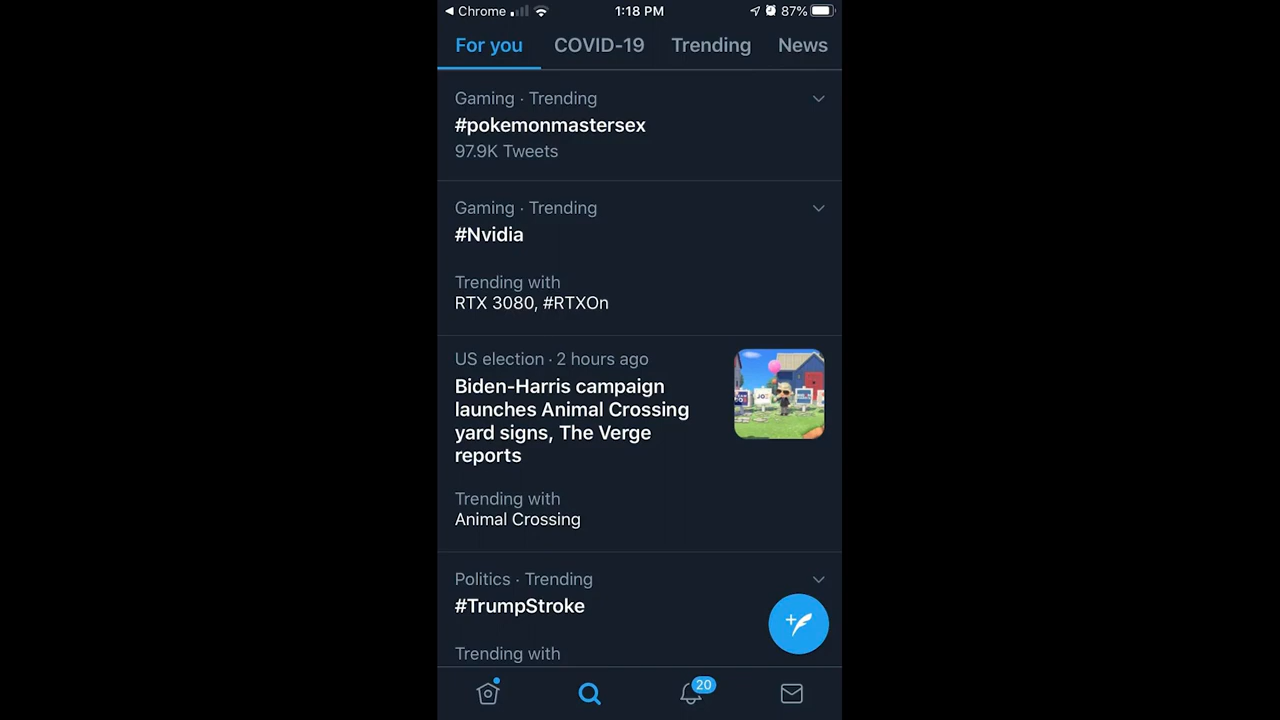 Chrome 1:18 PM 87%
For you COVID-19 Trending News
Gaming · Trending
#pokemonmastersex
97.9K Tweets
Gaming · Trending
#Nvidia
Trending with
RTX 3080, #RTXOn
US election · 2 hours ago
Biden-Harris campaign
launches Animal Crossing
yard signs, The Verge
reports
Trending with
Animal Crossing
Politics · Trending
#TrumpStroke
Trending with
20